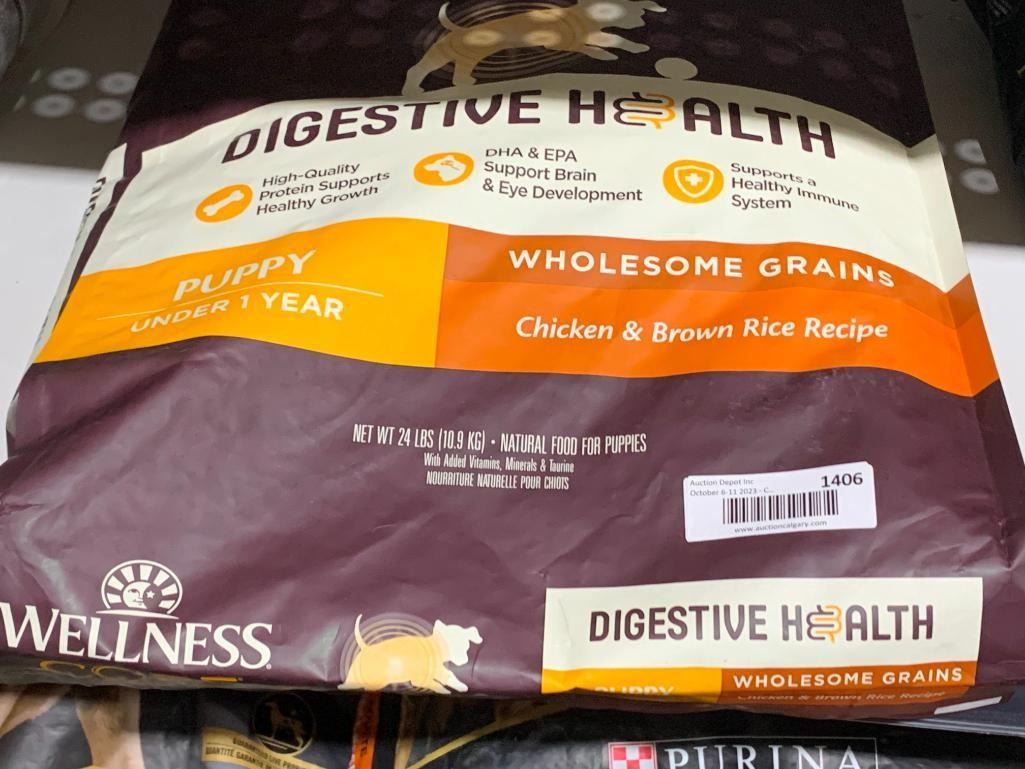 DIGESTIVE HEALTH
High-Quality
Protein Supports
Healthy Growth
DHA & EPA
Support Brain
& Eye Development
Supports a
Healthy Immune
System
PUPPY
UNDER 1 YEAR
WHOLESOME GRAINS
Chicken & Brown Rice Recipe
NET WT 24 LBS (10.9 KG) • NATURAL FOOD FOR PUPPIES
With Added Vitamins, Minerals & Taurine
NOURRITURE NATURELLE POUR CHIOTS
Auction Depot Inc
October 6-11 2023 - C...
1406
www.auctioncalgary.com
WELLNESS
CORE
DIGESTIVE HEALTH
PUPPY
WHOLESOME GRAINS
Chicken & Brown Rice Recipe
PURINA